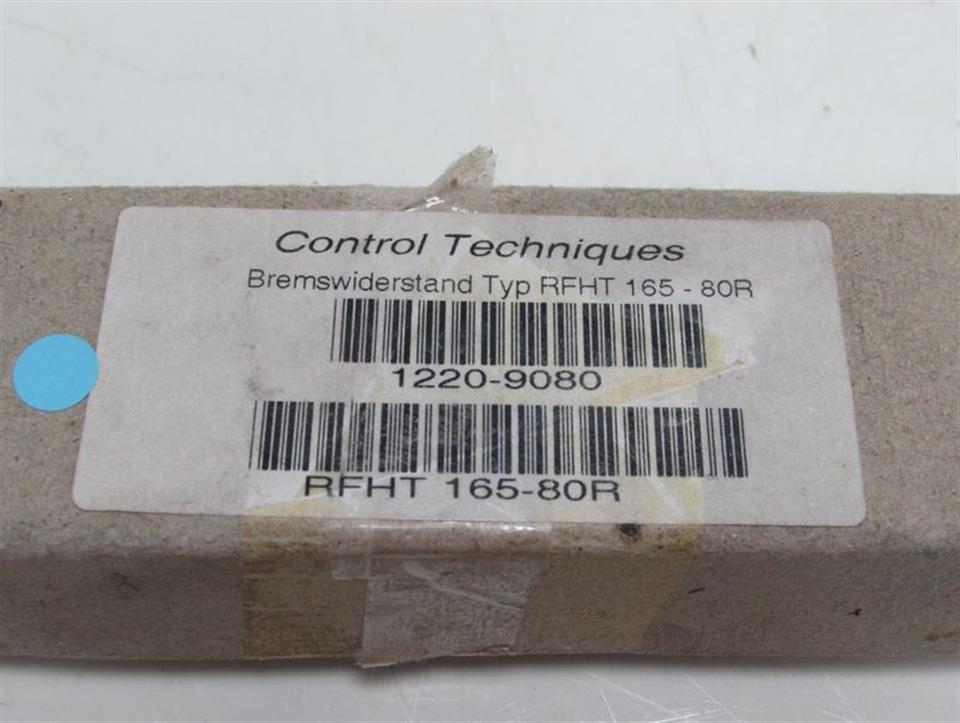 Control Techniques
Bremswiderstand Typ RFHT 165 - 80R
1220-9080
RFHT 165-80R